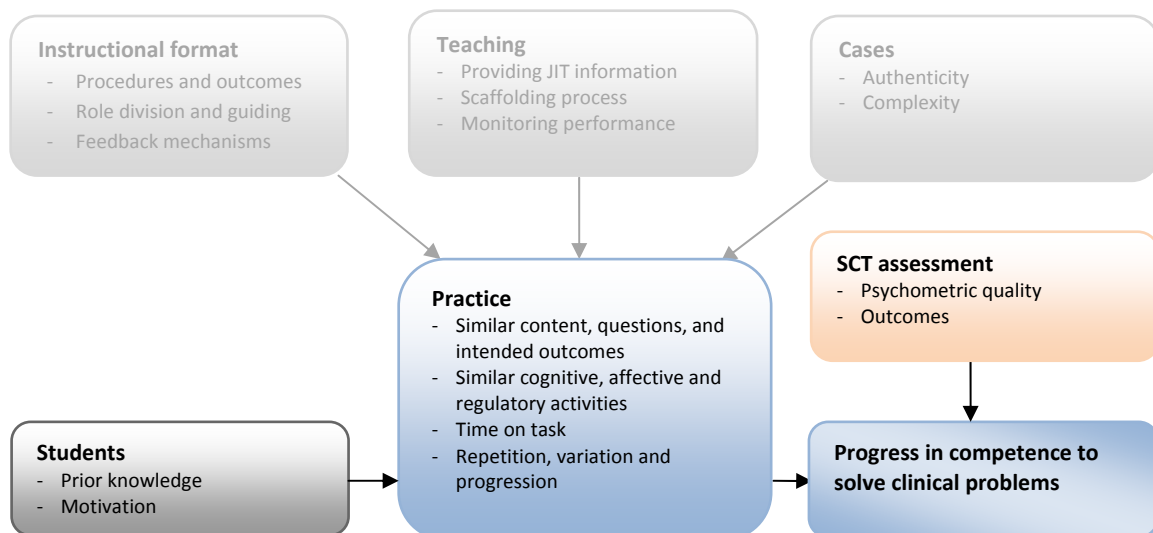 Instructional format
- Procedures and outcomes
- Role division and guiding
- Feedback mechanisms
Teaching
- Providing JIT information
- Scaffolding process
- Monitoring performance
Cases
- Authenticity
- Complexity
SCT assessment
- Psychometric quality
- Outcomes
Practice
- Similar content, questions, and
intended outcomes
- Similar cognitive, affective and
regulatory activities
- Time on task
- Repetition, variation and
progression
Students
- Prior knowledge
- Motivation
Progress in competence to
solve clinical problems